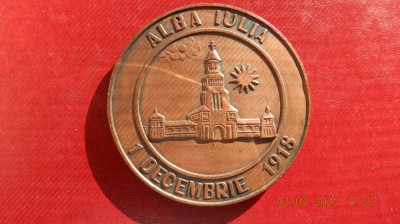 ALBA IULIA
1 DECEMBRIE 1918